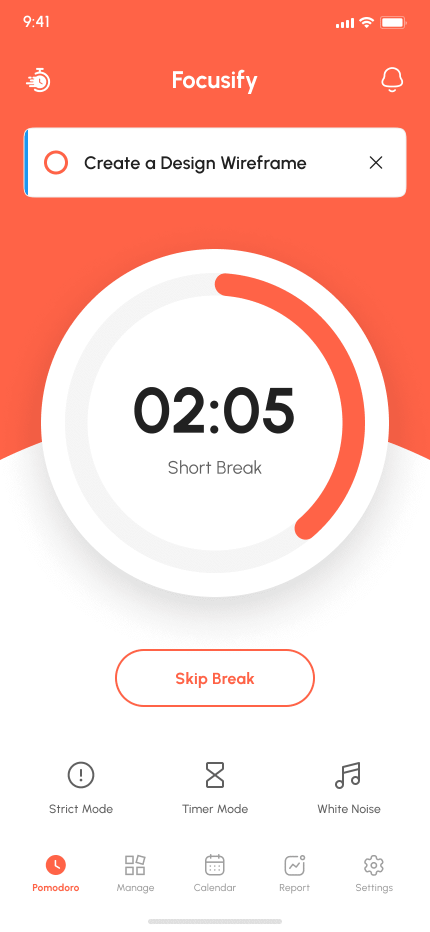 9:41
Focusify
Create a Design Wireframe
02:05
Short Break
Skip Break
Strict Mode Timer Mode White Noise
Pomodoro Manage Calendar Report Settings